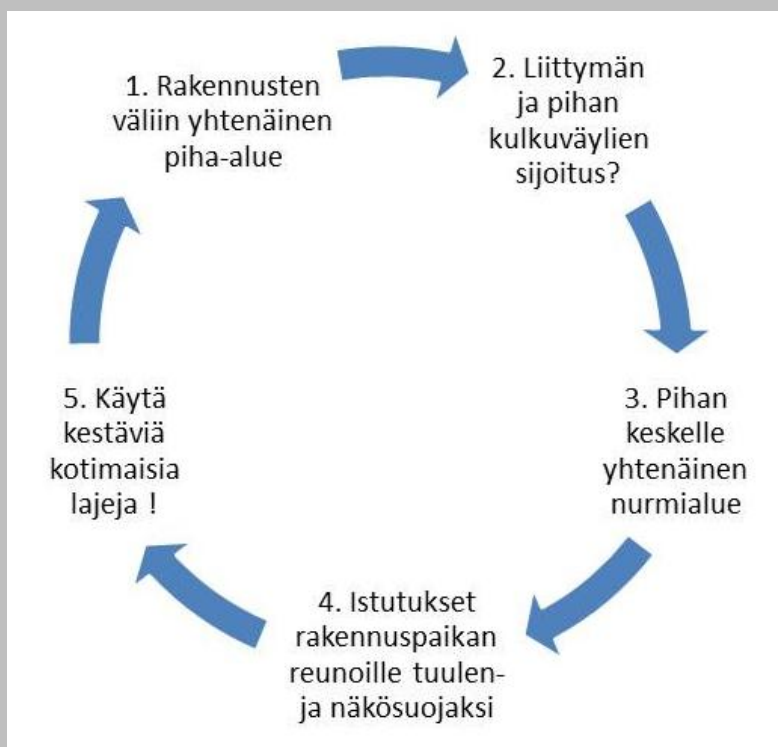 1. Rakennusten
väliin yhtenäinen
piha-alue
2. Liittymän
ja pihan
kulkuväylien
sijoitus?
3. Pihan
keskelle
yhtenäinen
nurmialue
4. Istutukset
rakennuspaikan
reunoille tuulen-
ja näkösuojaksi
5. Käytä
kestäviä
kotimaisia
lajeja !